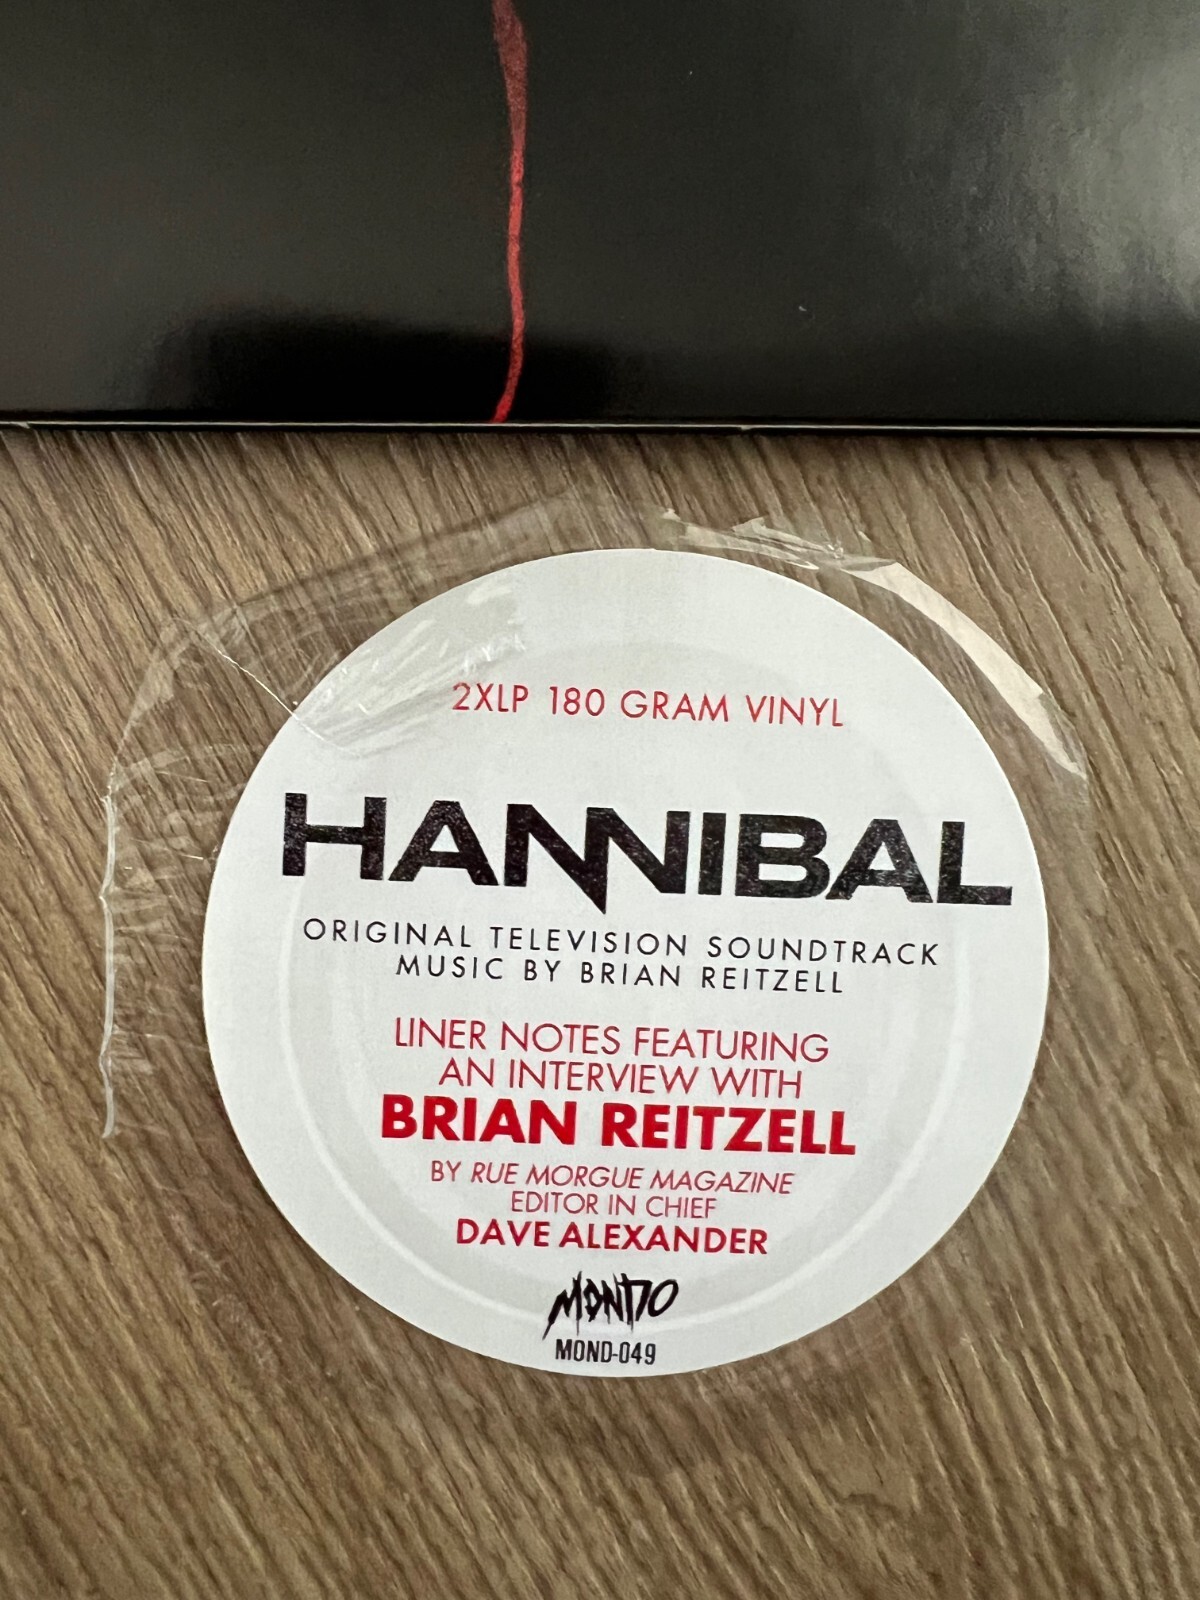 2XLP 180 GRAM VINYL
HANNIBAL
ORIGINAL TELEVISION SOUNDTRACK
MUSIC BY BRIAN REITZELL
LINER NOTES FEATURING
AN INTERVIEW WITH
BRIAN REITZELL
BY RUE MORGUE MAGAZINE
EDITOR IN CHIEF
DAVE ALEXANDER
MONDO
MOND-049